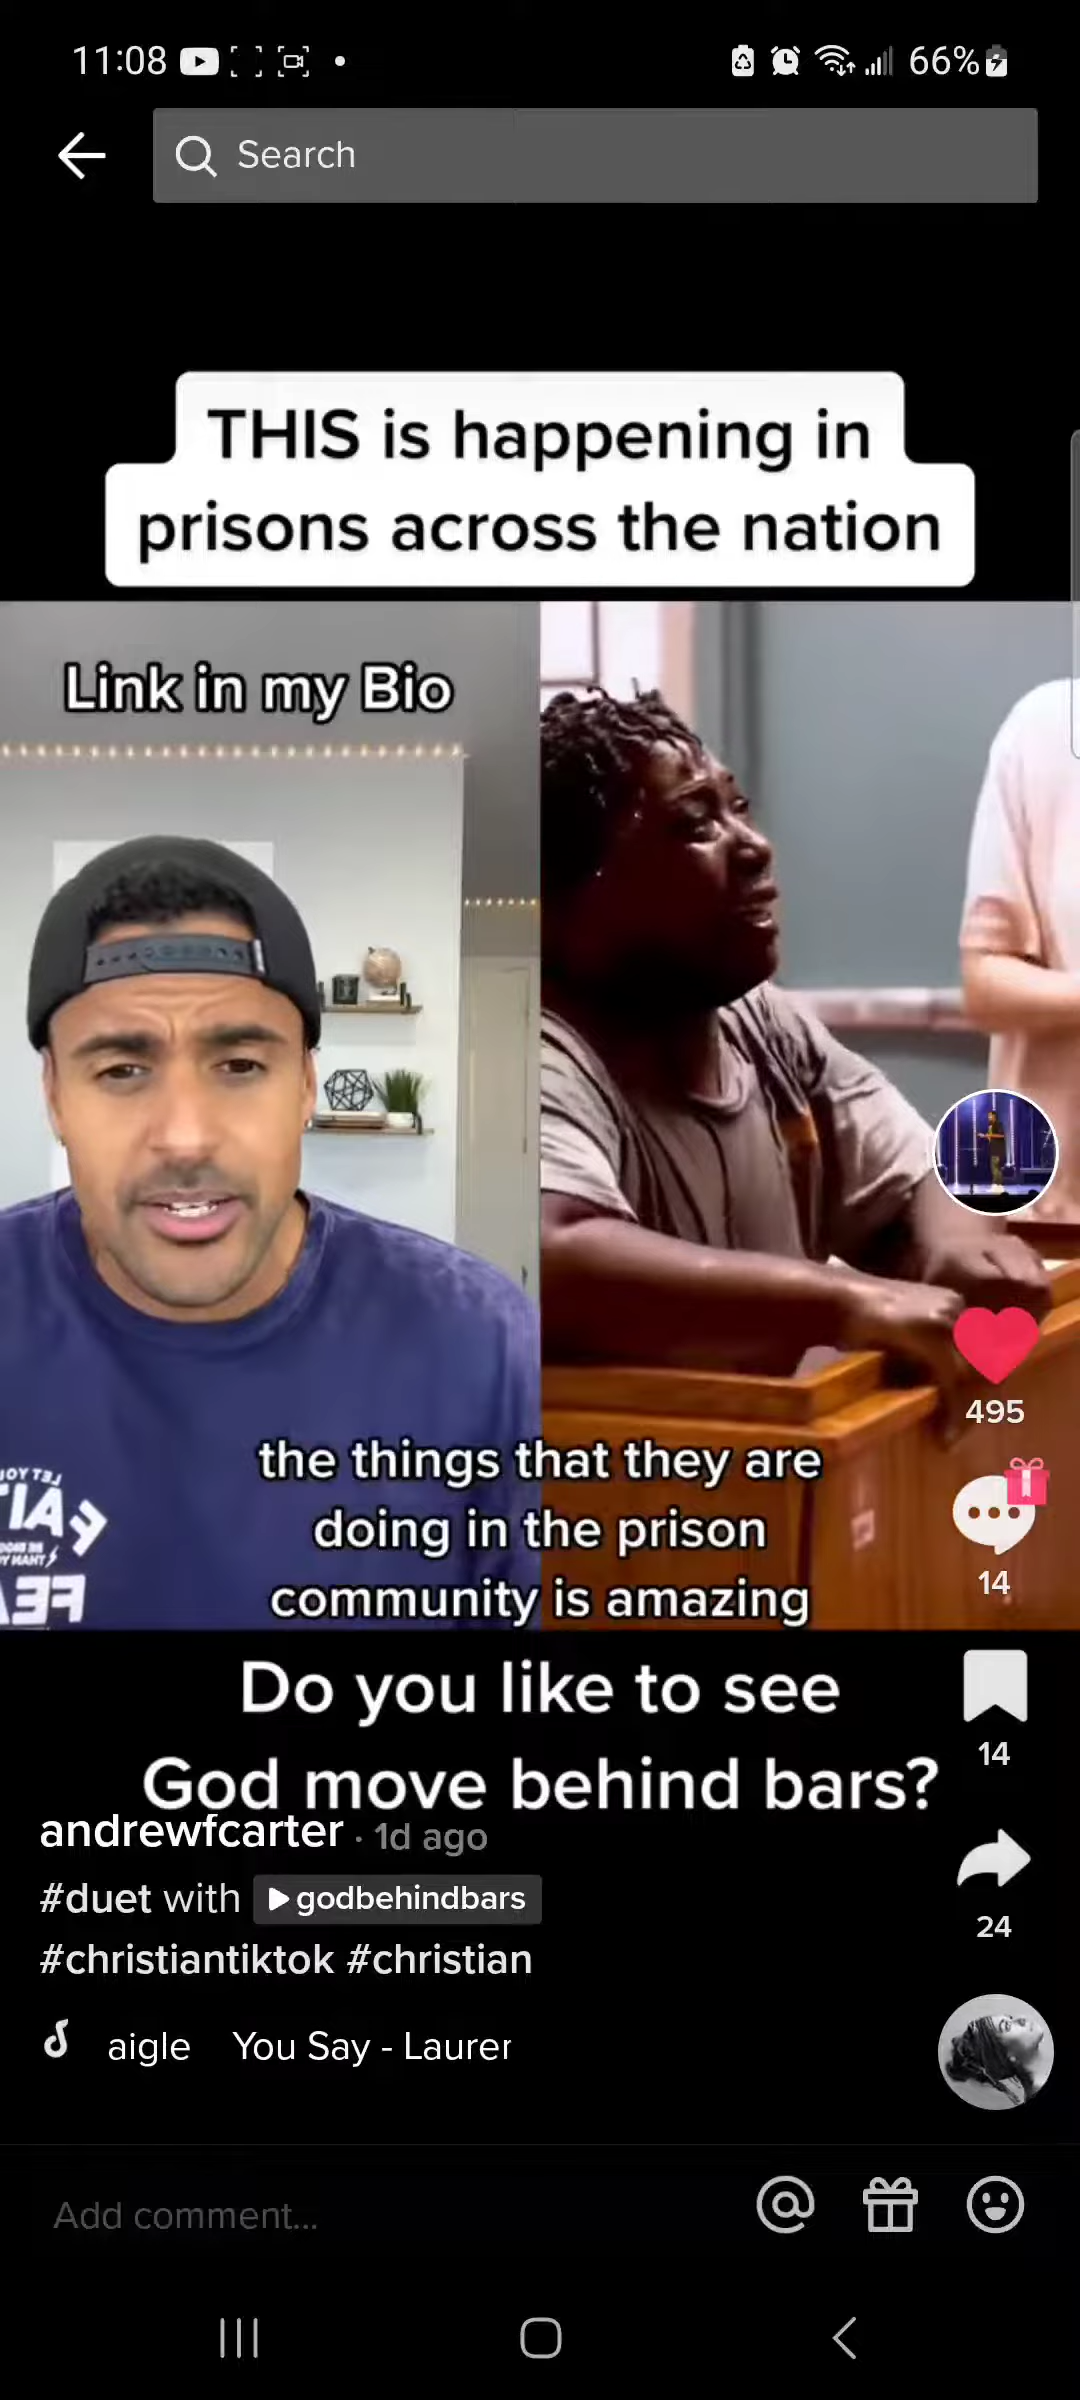 11:08
66%
Search
THIS is happening in
prisons across the nation
Link in my Bio
the things that they are
doing in the prison
community is amazing
495
14
Do you like to see
God move behind bars?
14
andrewfcarter · 1d ago
#duet with godbehindbars
24
#christiantiktok #christian
aigle You Say - Laurer
Add comment...